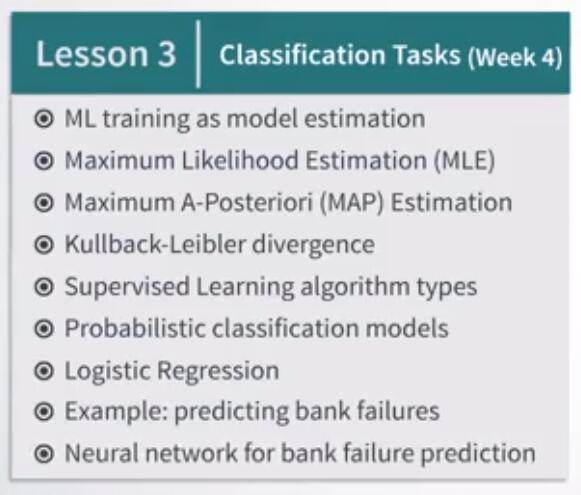 Lesson 3
Classification Tasks (Week 4)
ML training as model estimation
Maximum Likelihood Estimation (MLE)
Maximum A-Posteriori (MAP) Estimation
Kullback-Leibler divergence
Supervised Learning algorithm types
Probabilistic classification models
Logistic Regression
Example: predicting bank failures
Neural network for bank failure prediction